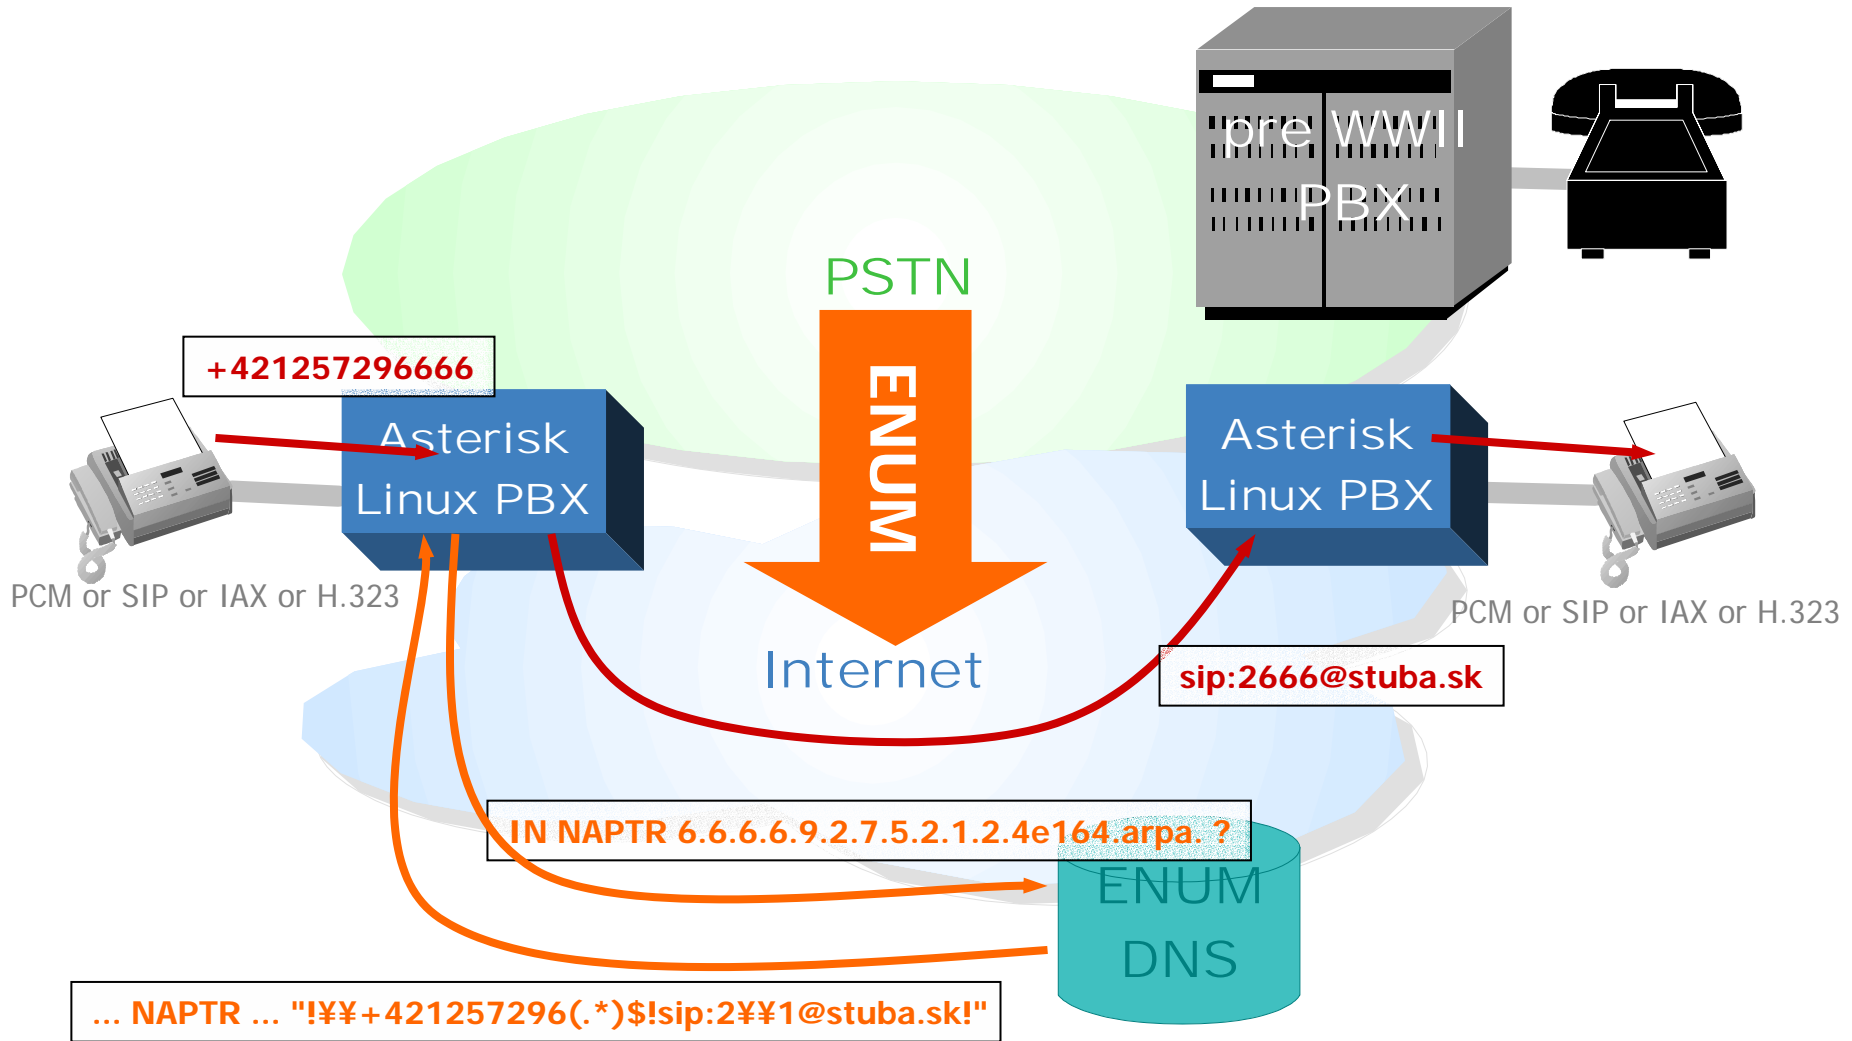 pre WWII
PBX
PSTN
+421257296666
ENUM
Asterisk
Linux PBX
Asterisk
Linux PBX
PCM or SIP or IAX or H.323
PCM or SIP or IAX or H.323
Internet
sip:2666@stuba.sk
IN NAPTR 6.6.6.6.9.2.7.5.2.1.2.4e164.arpa. ?
ENUM
DNS
... NAPTR ... "!¥¥+421257296(.*)$!sip:2¥¥1@stuba.sk!"